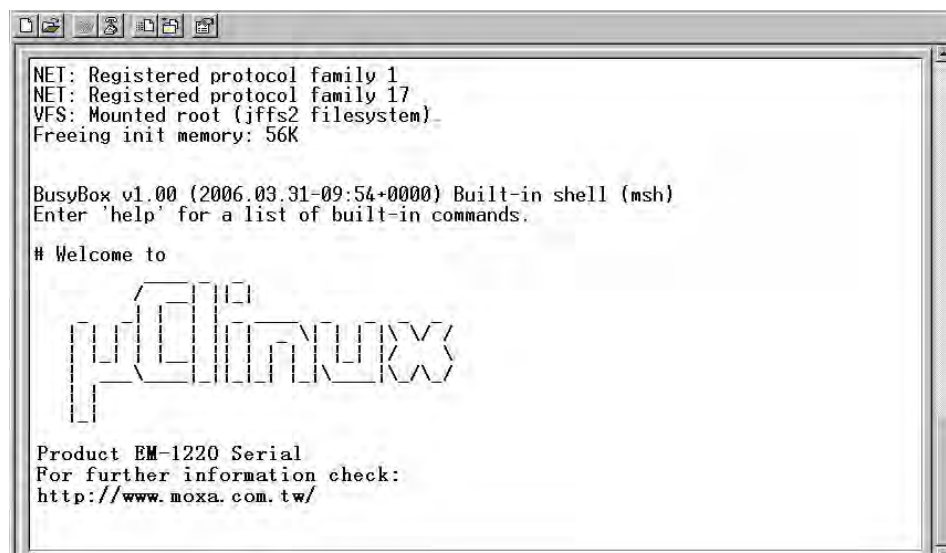 NET: Registered protocol family 1
NET: Registered protocol family 17
VFS: Mounted root (jffs2 filesystem).
Freeing init memory: 56K
BusyBox v1.00 (2006.03.31-09:54+0000) Built-in shell (msh)
Enter 'help' for a list of built-in commands.
# Welcome to
µClinux
Product EM-1220 Serial
For further information check:
http://www.moxa.com.tw/